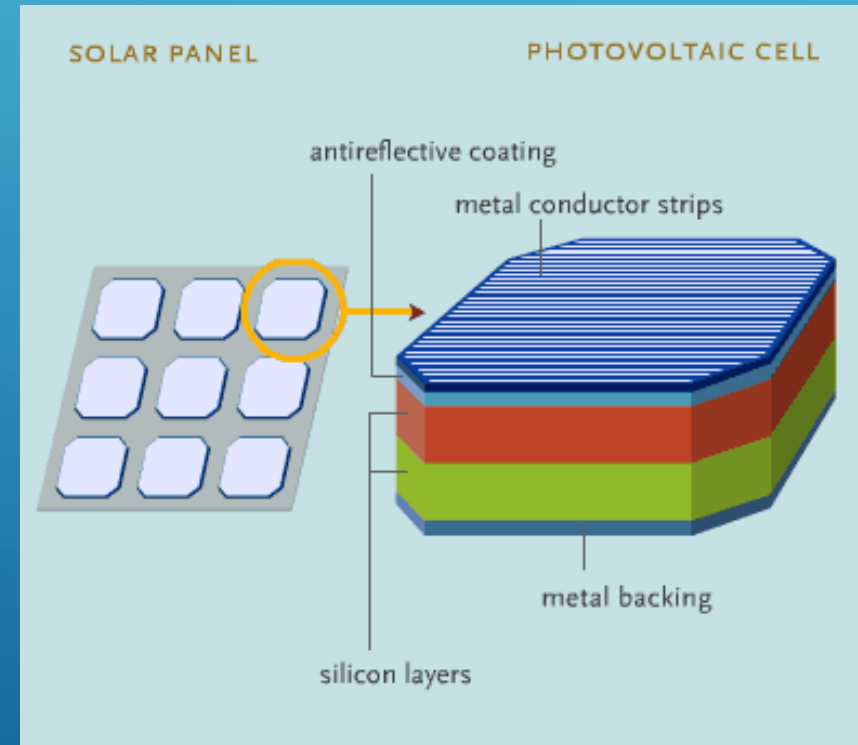 SOLAR PANEL
PHOTOVOLTAIC CELL
antireflective coating
metal conductor strips
metal backing
silicon layers